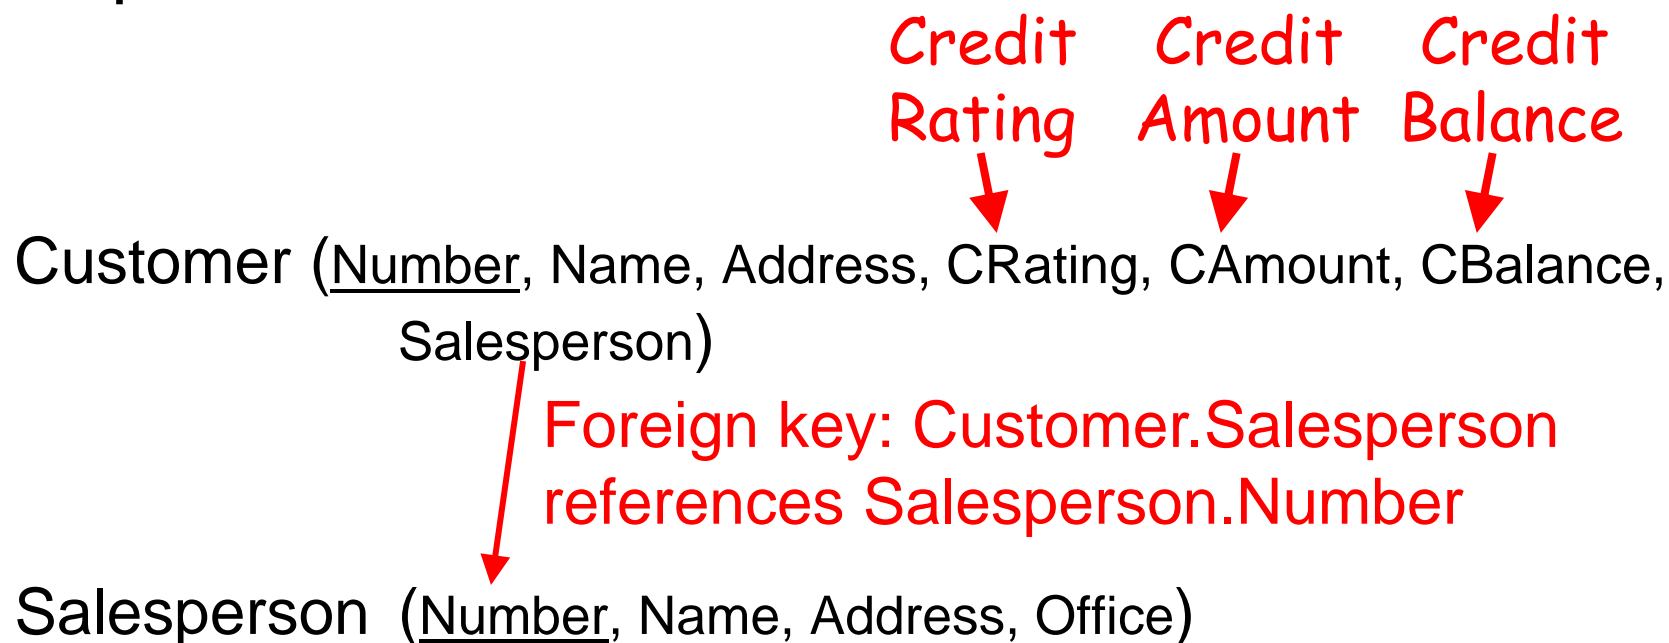 Credit Credit Credit
Rating Amount Balance
Customer (Number, Name, Address, CRating, CAmount, CBalance,
Salesperson)
Foreign key: Customer.Salesperson
references Salesperson.Number
Salesperson (Number, Name, Address, Office)